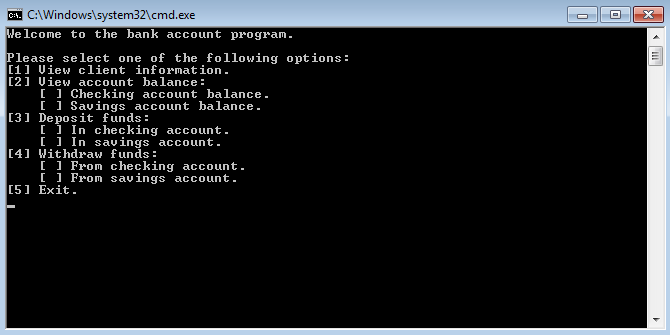 C:\Windows\system32\cmd.exe
Welcome to the bank account program.
Please select one of the following options:
[1] View client information.
[2] View account balance:
[ ] Checking account balance.
[ ] Savings account balance.
[3] Deposit funds:
[ ] In checking account.
[ ] In savings account.
[4] Withdraw funds:
[ ] From checking account.
[ ] From savings account.
[5] Exit.